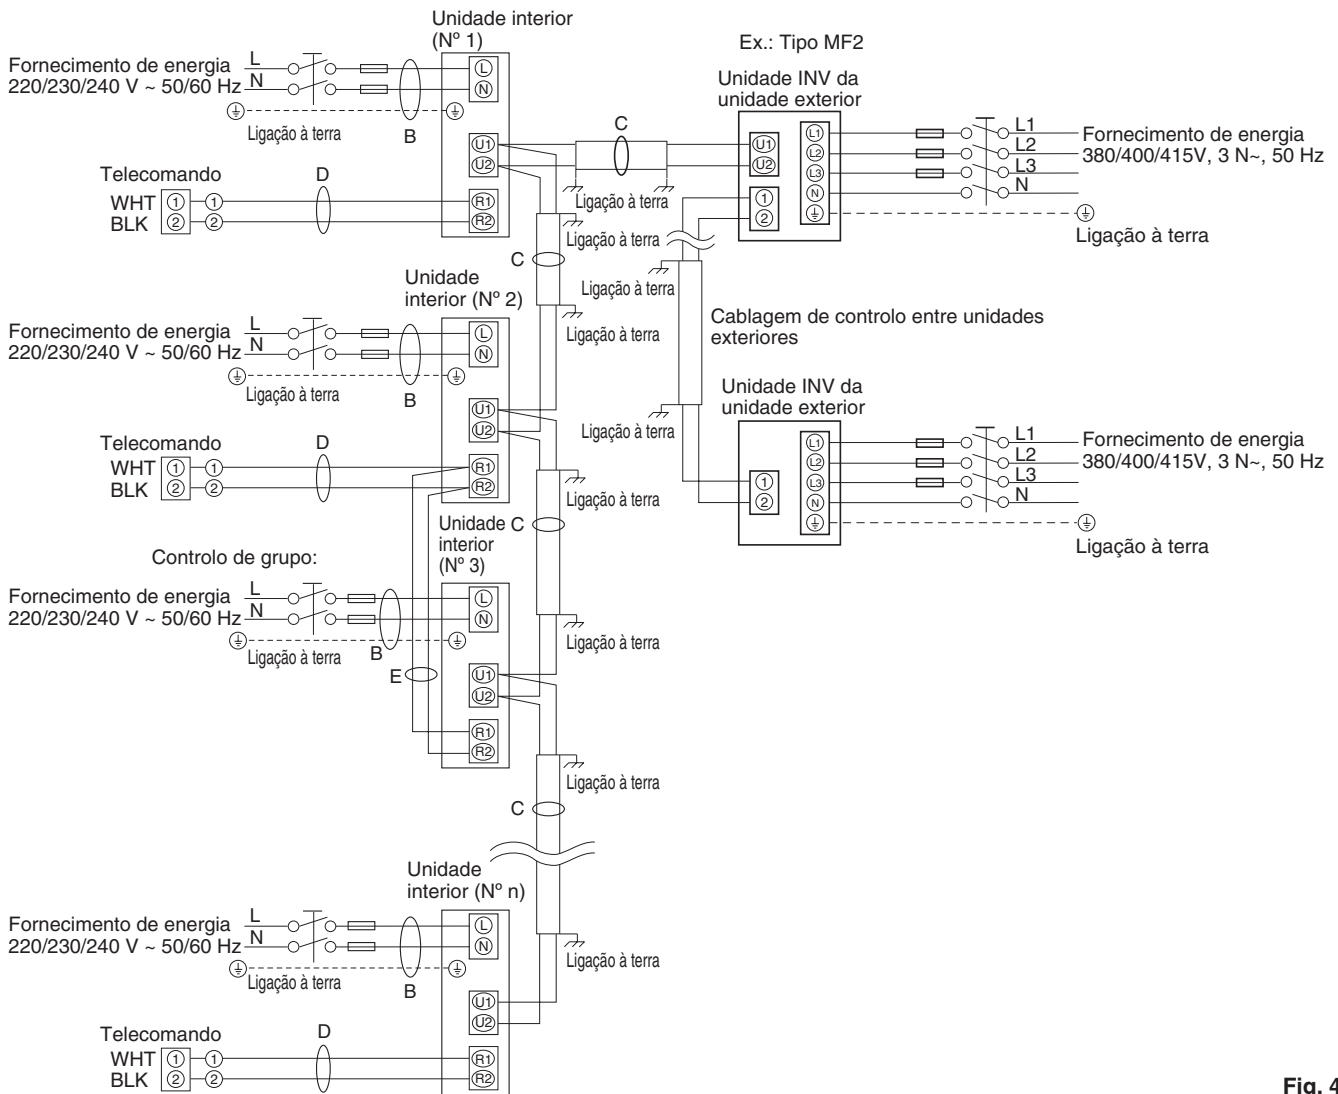 Unidade interior
(Nº 1)
Ex.: Tipo MF2
Fornecimento de energia
220/230/240 V ~ 50/60 Hz
L
N
Ligação à terra
B
L
N
U1
U2
R1
R2
Telecomando
WHT 1 1
BLK 2 2
D
C
Ligação à terra
Ligação à terra
C
Ligação à terra
Unidade INV da
unidade exterior
U1
U2
1
2
L1
L2
L3
N
L1
L2
L3
N
Fornecimento de energia
380/400/415V, 3 N~, 50 Hz
Ligação à terra
Ligação à terra
Cablagem de controlo entre unidades
exteriores
Ligação à terra
Unidade
interior (Nº 2)
Fornecimento de energia
220/230/240 V ~ 50/60 Hz
L
N
Ligação à terra
B
L
N
U1
U2
R1
R2
Telecomando
WHT 1 1
BLK 2 2
D
Ligação à terra
C
Ligação à terra
Unidade INV da
unidade exterior
1
2
L1
L2
L3
N
L1
L2
L3
N
Fornecimento de energia
380/400/415V, 3 N~, 50 Hz
Ligação à terra
Unidade
interior
(Nº 3)
Controlo de grupo:
Fornecimento de energia
220/230/240 V ~ 50/60 Hz
L
N
Ligação à terra
B
E
L
N
U1
U2
R1
R2
Ligação à terra
C
Ligação à terra
Unidade
interior (Nº n)
Fornecimento de energia
220/230/240 V ~ 50/60 Hz
L
N
Ligação à terra
B
L
N
U1
U2
R1
R2
Telecomando
WHT 1 1
BLK 2 2
D
Fig. 4